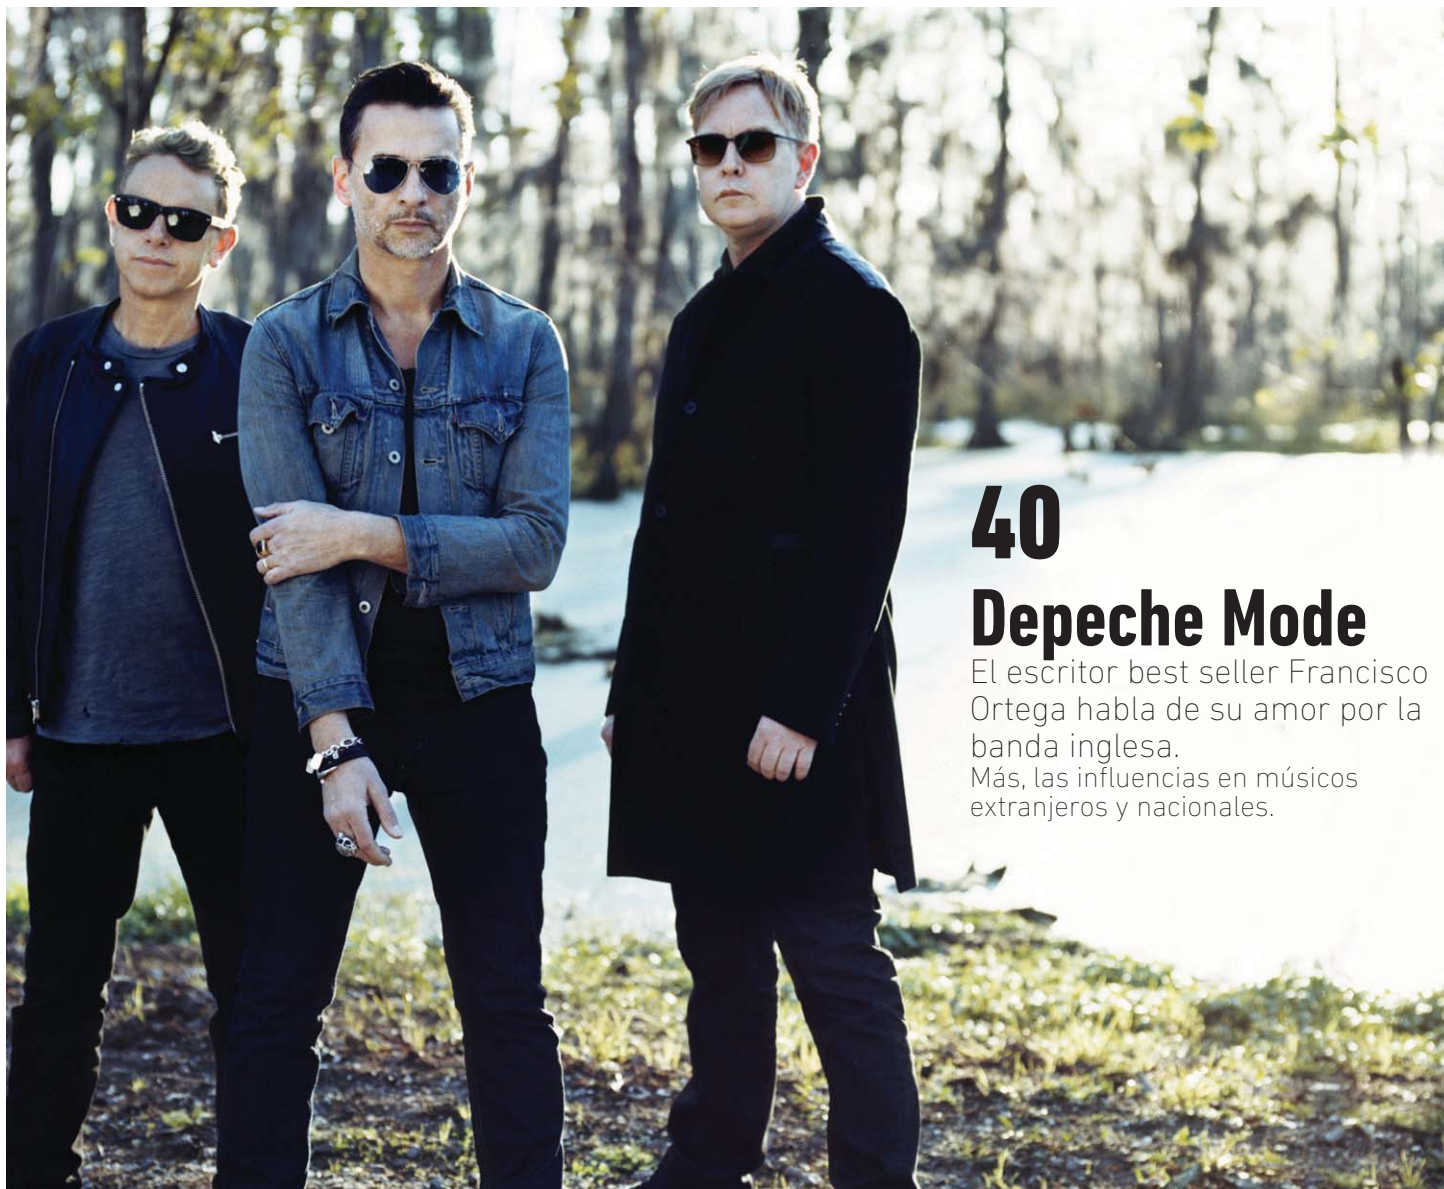 40
Depeche Mode
El escritor best seller Francisco
Ortega habla de su amor por la
banda inglesa.
Más, las influencias en músicos
extranjeros y nacionales.